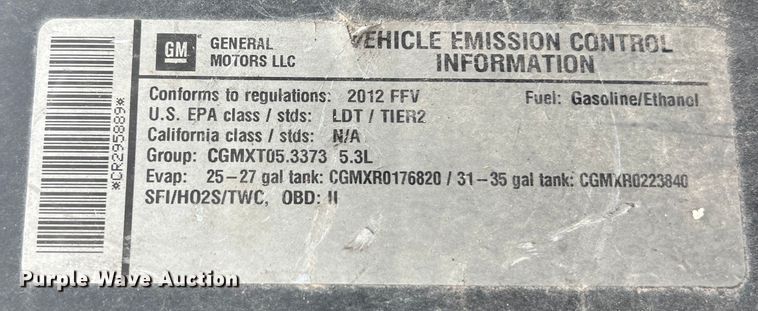 *CR295889*
GM
GENERAL
MOTORS LLC
VEHICLE EMISSION CONTROL
INFORMATION
Conforms to regulations: 2012 FFV Fuel: Gasoline/Ethanol
U.S. EPA class / stds: LDT / TIER2
California class / stds: N/A
Group: CGMXT05.3373 5.3L
Evap: 25-27 gal tank: CGMXR0176820 / 31-35 gal tank: CGMXR0223840
SFI/HO2S/TWC, OBD: II
Purple Wave Auction